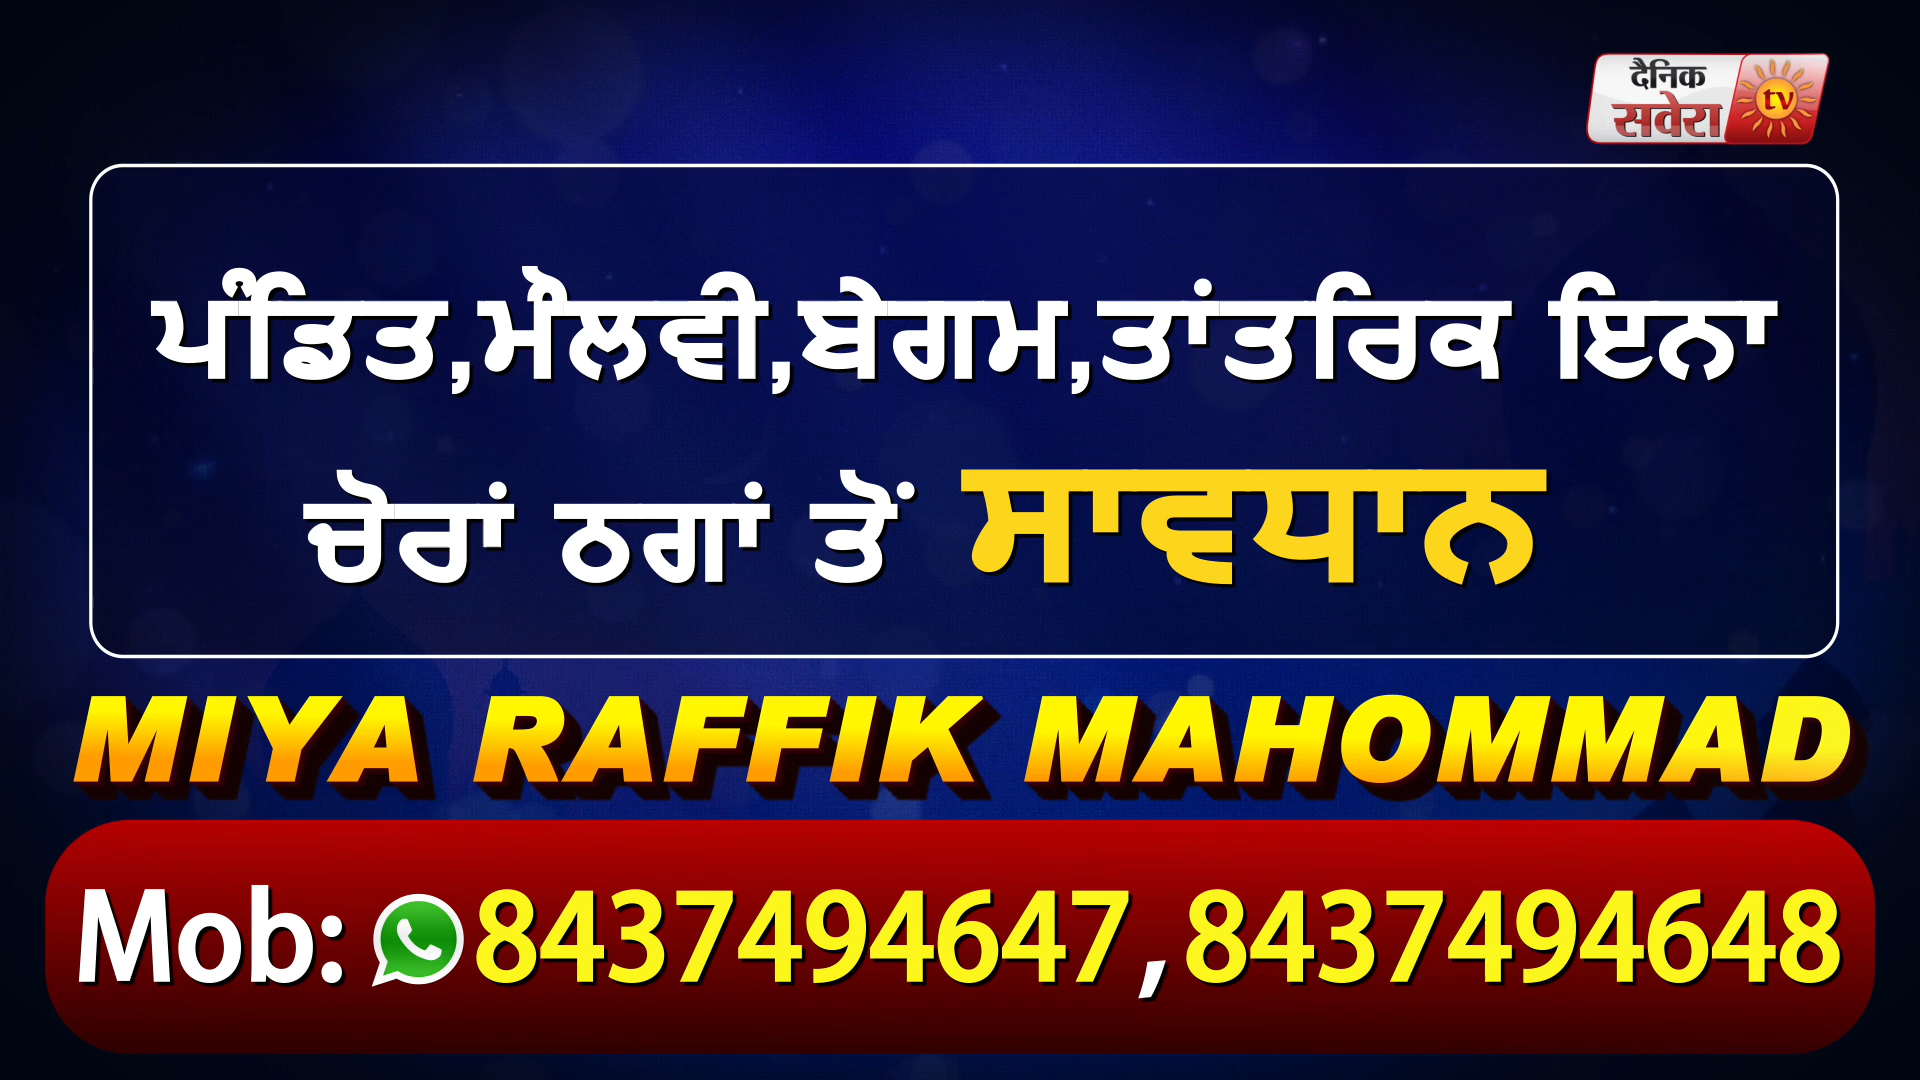 दैनिक
सवेरा tv
ਪੰਡਿਤ,ਮੌਲਵੀ,ਬੇਗਮ,ਤਾਂਤਰਿਕ ਇਨਾ
ਚੋਰਾਂ ਠਗਾਂ ਤੋਂ ਸਾਵਧਾਨ
MIYA RAFFIK MAHOMMAD
Mob: 8437494647, 8437494648